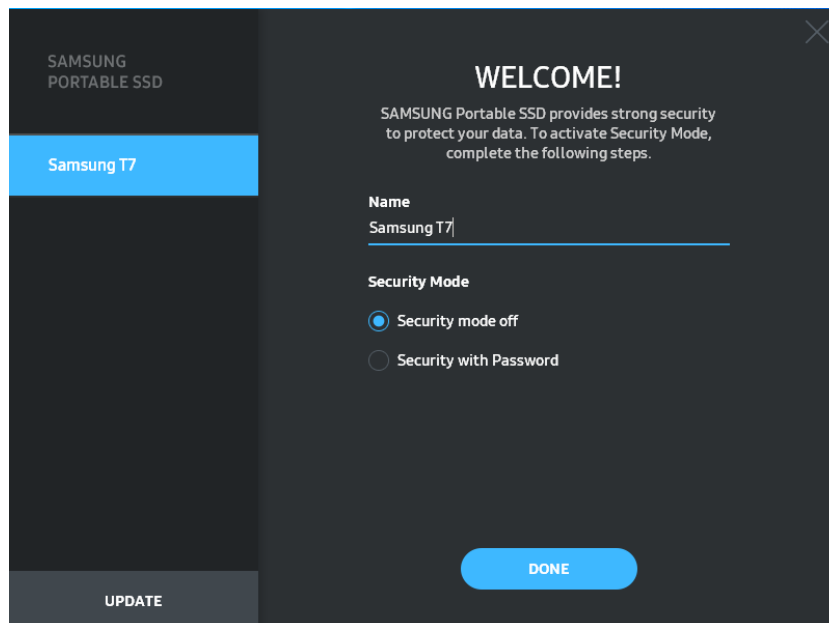 SAMSUNG
PORTABLE SSD
Samsung T7
UPDATE
WELCOME!
SAMSUNG Portable SSD provides strong security
to protect your data. To activate Security Mode,
complete the following steps.
Name
Samsung T7
Security Mode
Security mode off
Security with Password
DONE